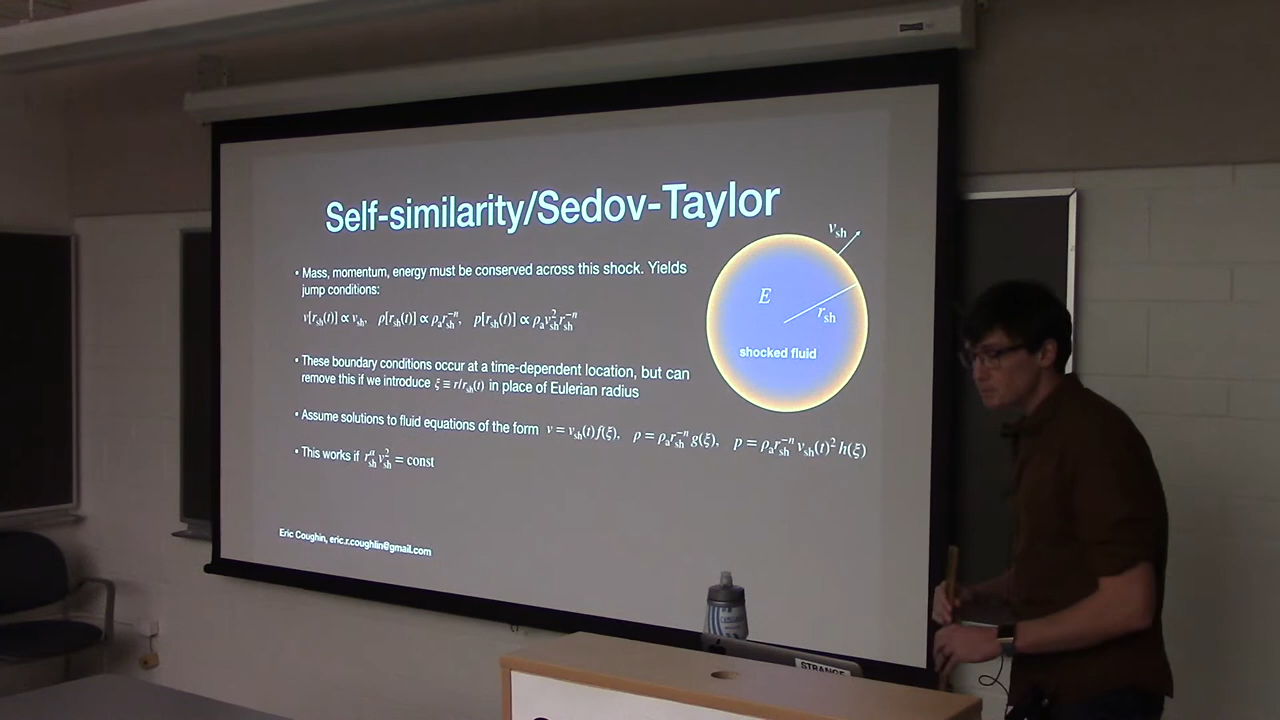 Self-similarity/Sedov-Taylor
• Mass, momentum, energy must be conserved across this shock. Yields
jump conditions:
v[r_sh(t)] ∝ v_sh, ρ[r_sh(t)] ∝ ρ_a r_sh^{-n}, p[r_sh(t)] ∝ ρ_a v_sh^2 r_sh^{-n}
• These boundary conditions occur at a time-dependent location, but can
remove this if we introduce ξ ≡ r/r_sh(t) in place of Eulerian radius
• Assume solutions to fluid equations of the form v = v_sh(t) f(ξ), ρ = ρ_a r_sh^{-n} g(ξ), p = ρ_a r_sh^{-n} v_sh(t)^2 h(ξ)
• This works if r_sh^α v_sh^2 = const
v_sh
E
r_sh
shocked fluid
Eric Coughin, eric.r.coughlin@gmail.com
STRANGE